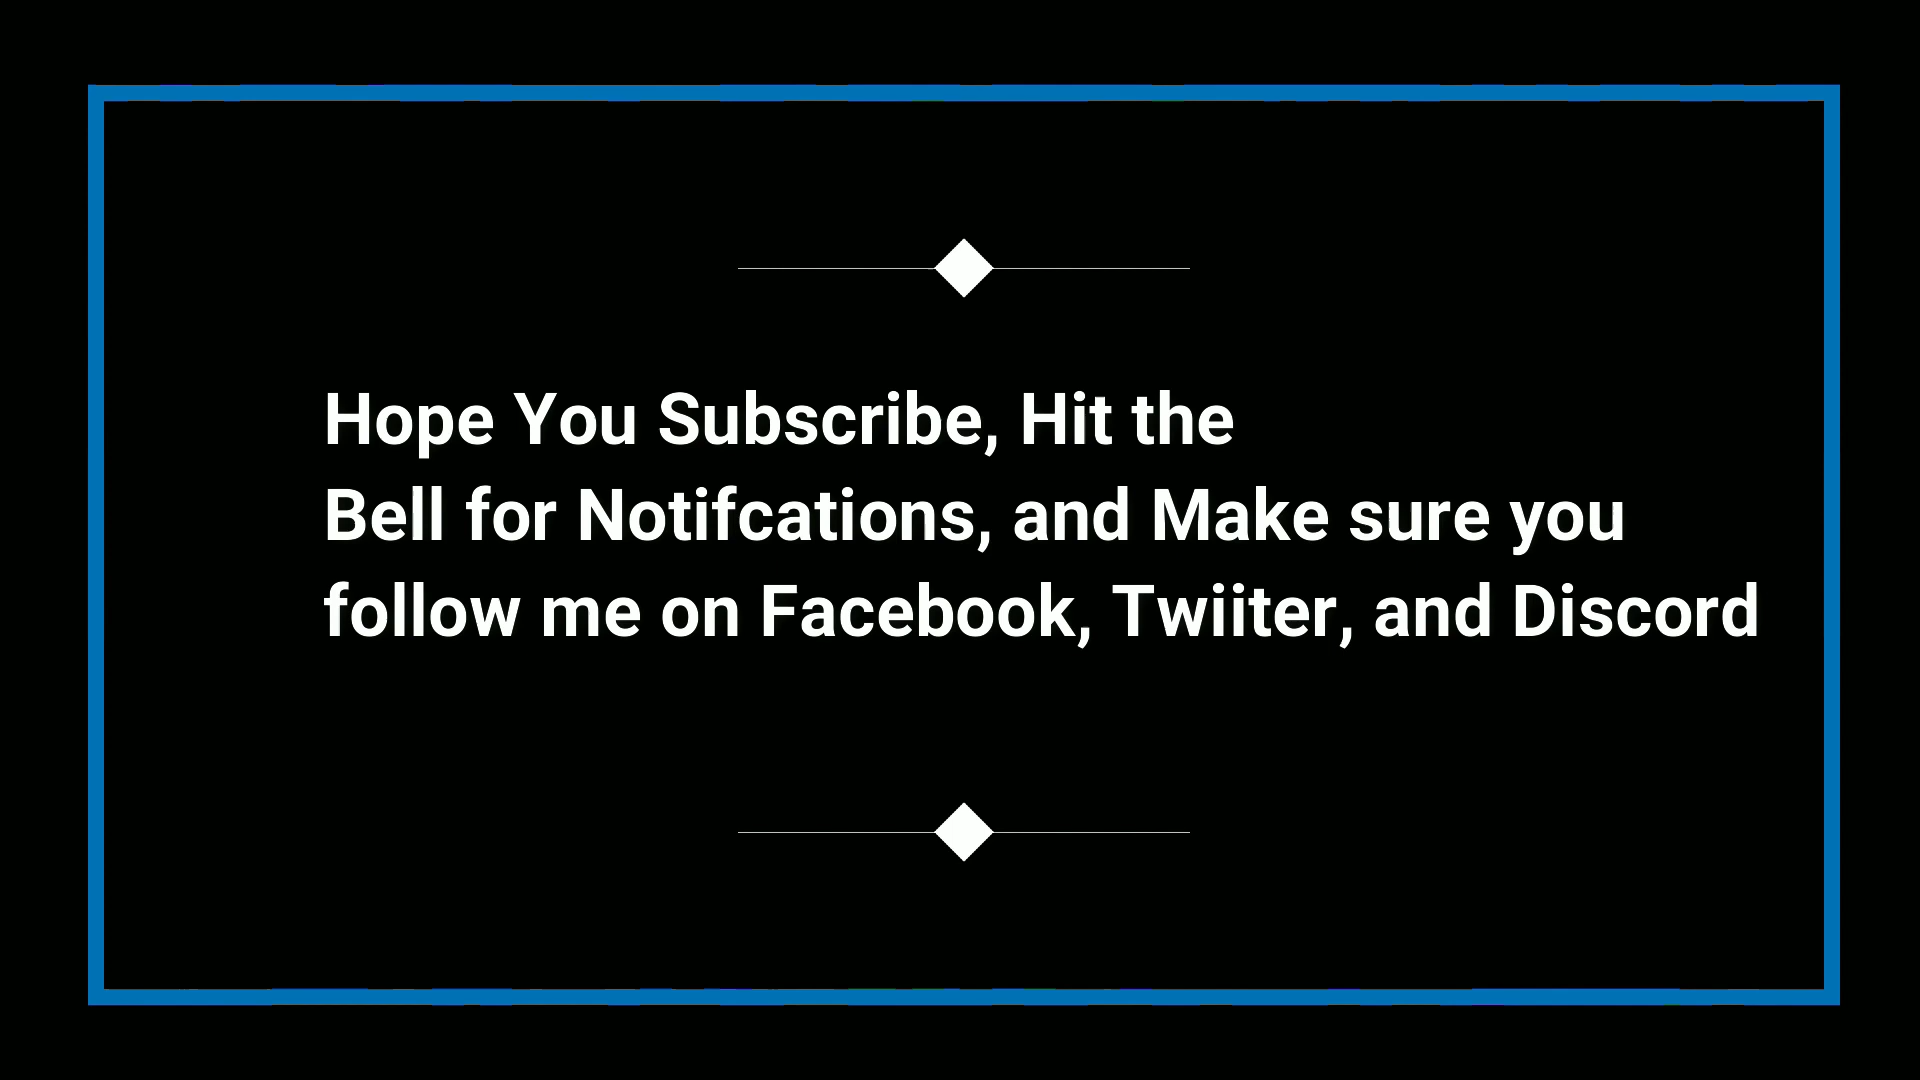 Hope You Subscribe, Hit the
Bell for Notifcations, and Make sure you
follow me on Facebook, Twiiter, and Discord